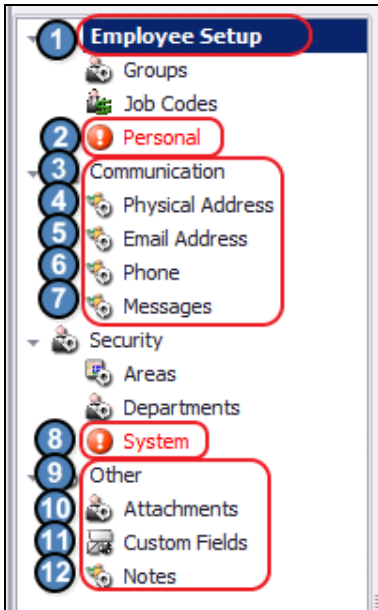 1 Employee Setup
Groups
Job Codes
2 Personal
3 Communication
4 Physical Address
5 Email Address
6 Phone
7 Messages
Security
Areas
Departments
8 System
9 Other
10 Attachments
11 Custom Fields
12 Notes